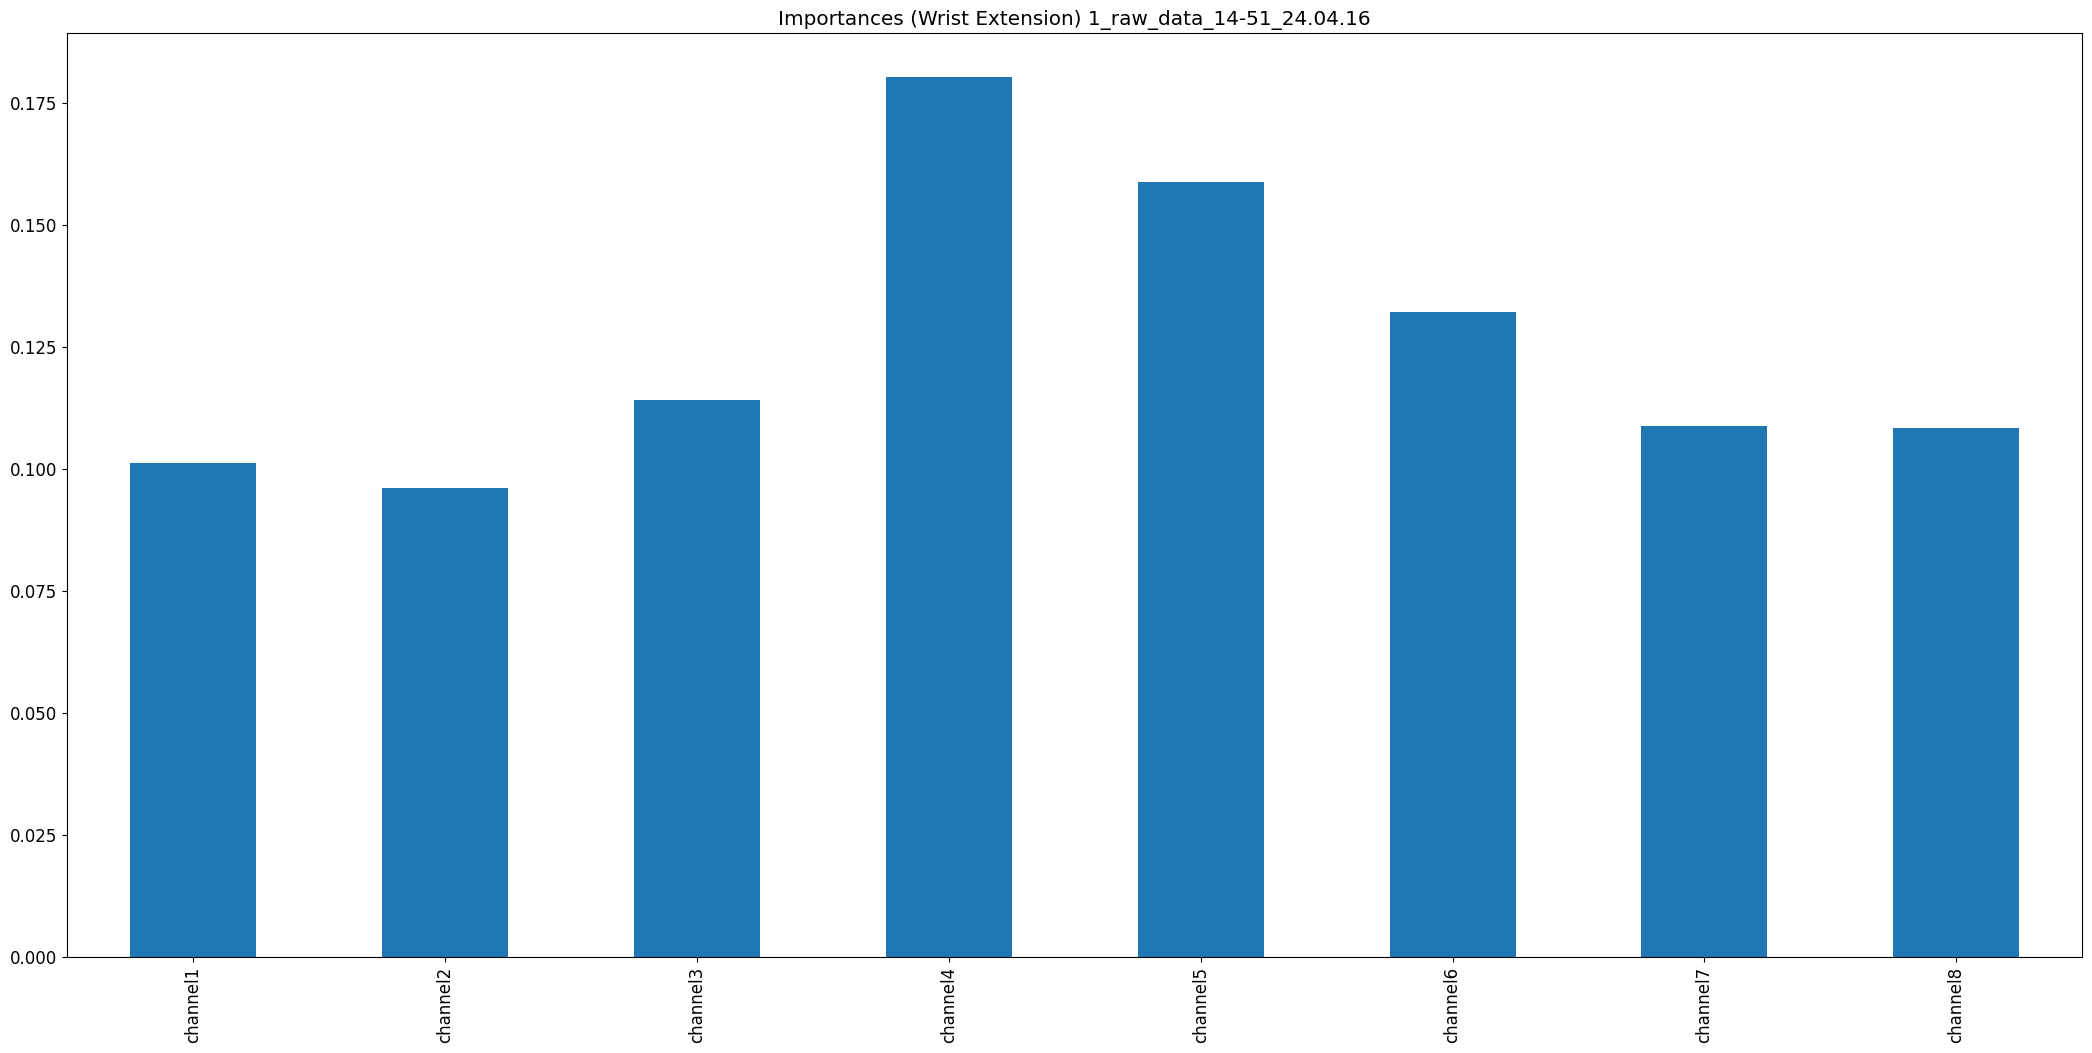 Importances (Wrist Extension) 1_raw_data_14-51_24.04.16
0.175
0.150
0.125
0.100
0.075
0.050
0.025
0.000
channel1
channel2
channel3
channel4
channel5
channel6
channel7
channel8